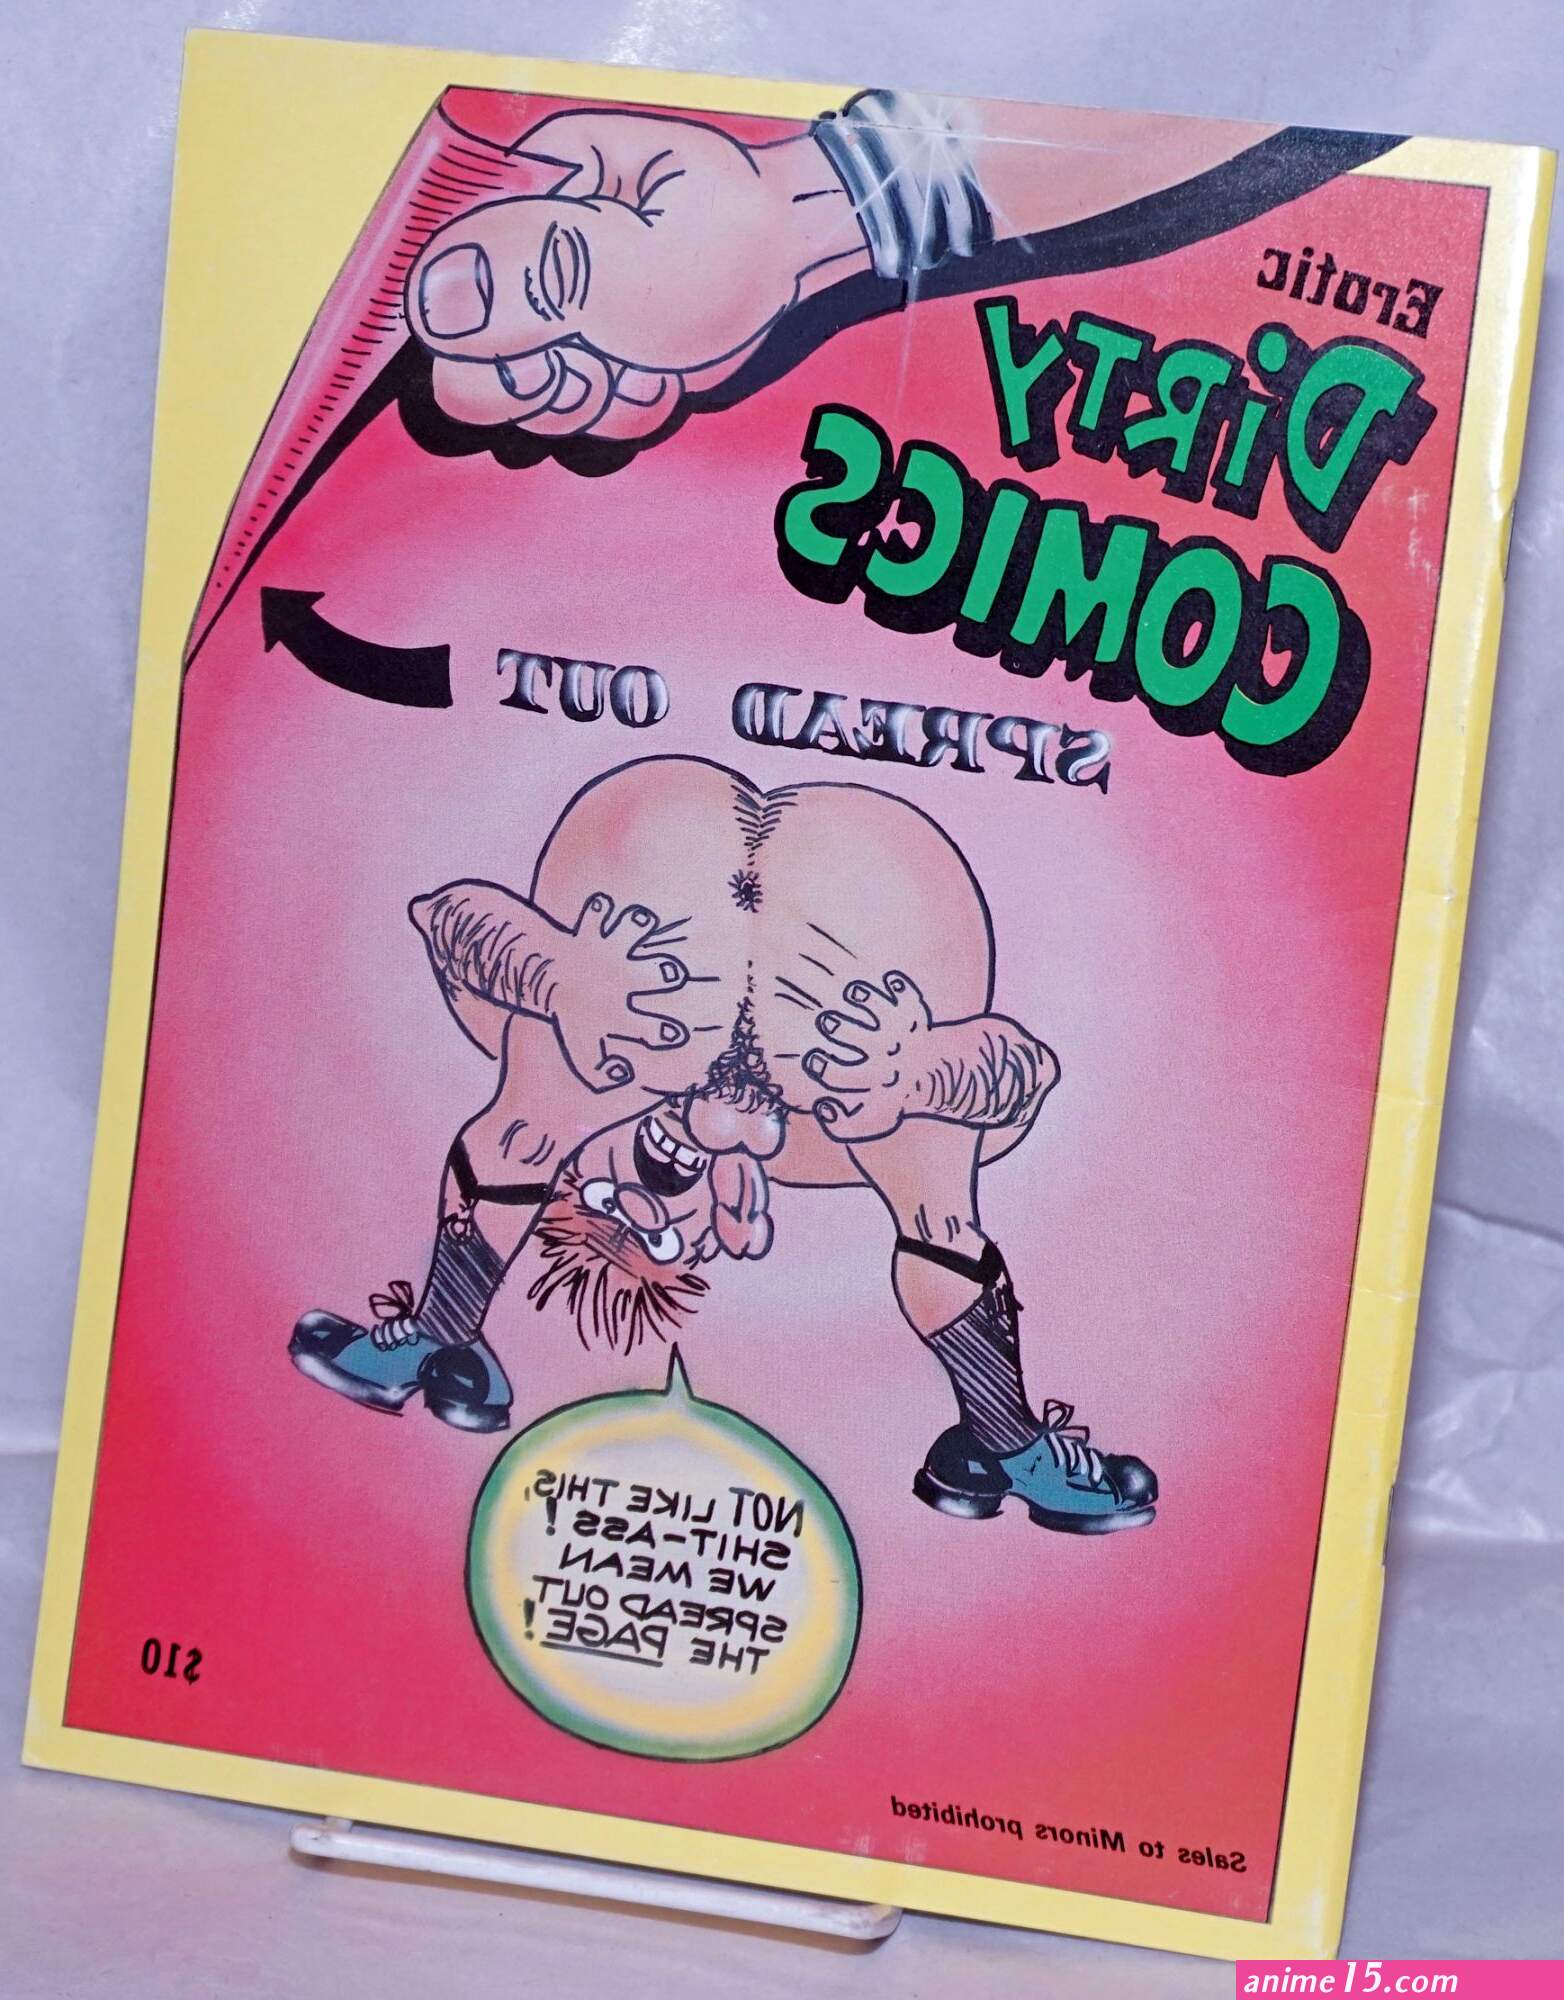 Erotic
DiRTY
COMICS
SPREAD OUT
NOT LIKE THIS,
SHIT-ASS!
WE MEAN
SPREAD OUT
THE PAGE!
$10
Sales to Minors prohibited
anime15.com